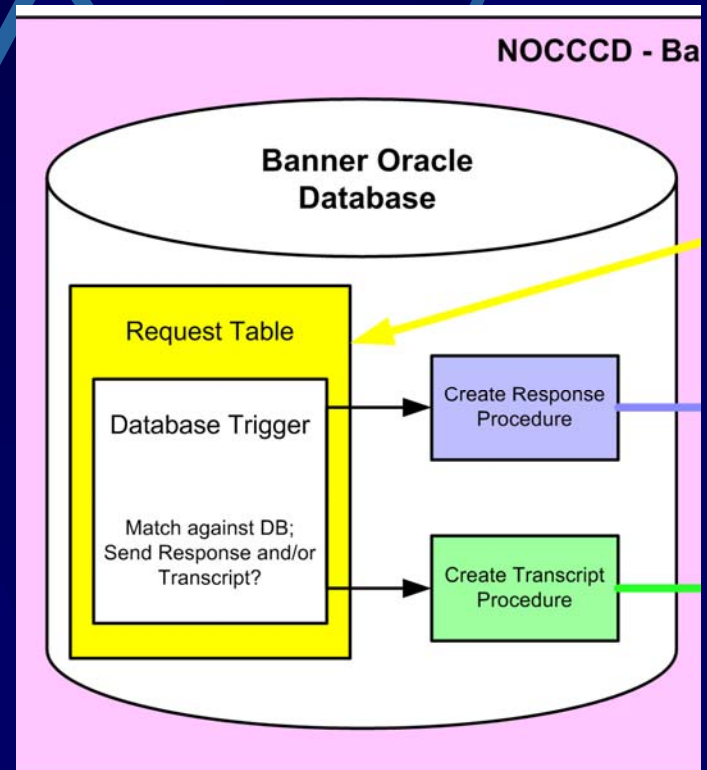 NOCCCD - Ba
Banner Oracle
Database
Request Table
Database Trigger
Match against DB;
Send Response and/or
Transcript?
Create Response
Procedure
Create Transcript
Procedure